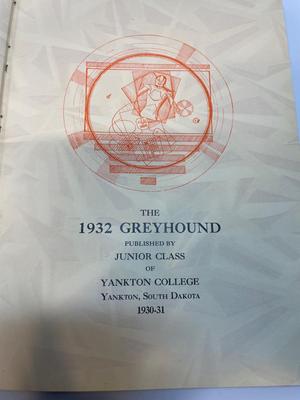 THE
1932 GREYHOUND
PUBLISHED BY
JUNIOR CLASS
OF
YANKTON COLLEGE
YANKTON, SOUTH DAKOTA
1930-31